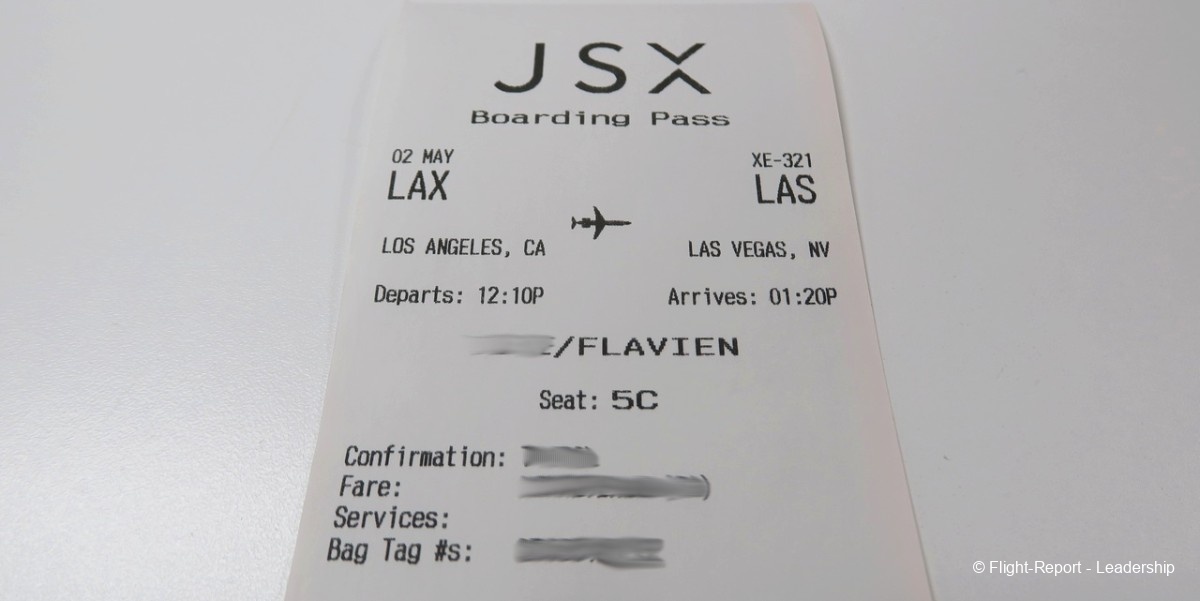 JSX
Boarding Pass
02 MAY XE-321
LAX LAS
LOS ANGELES, CA LAS VEGAS, NV
Departs: 12:10P Arrives: 01:20P
/FLAVIEN
Seat: 5C
Confirmation:
Fare:
Services:
Bag Tag #s:
© Flight-Report - Leadership